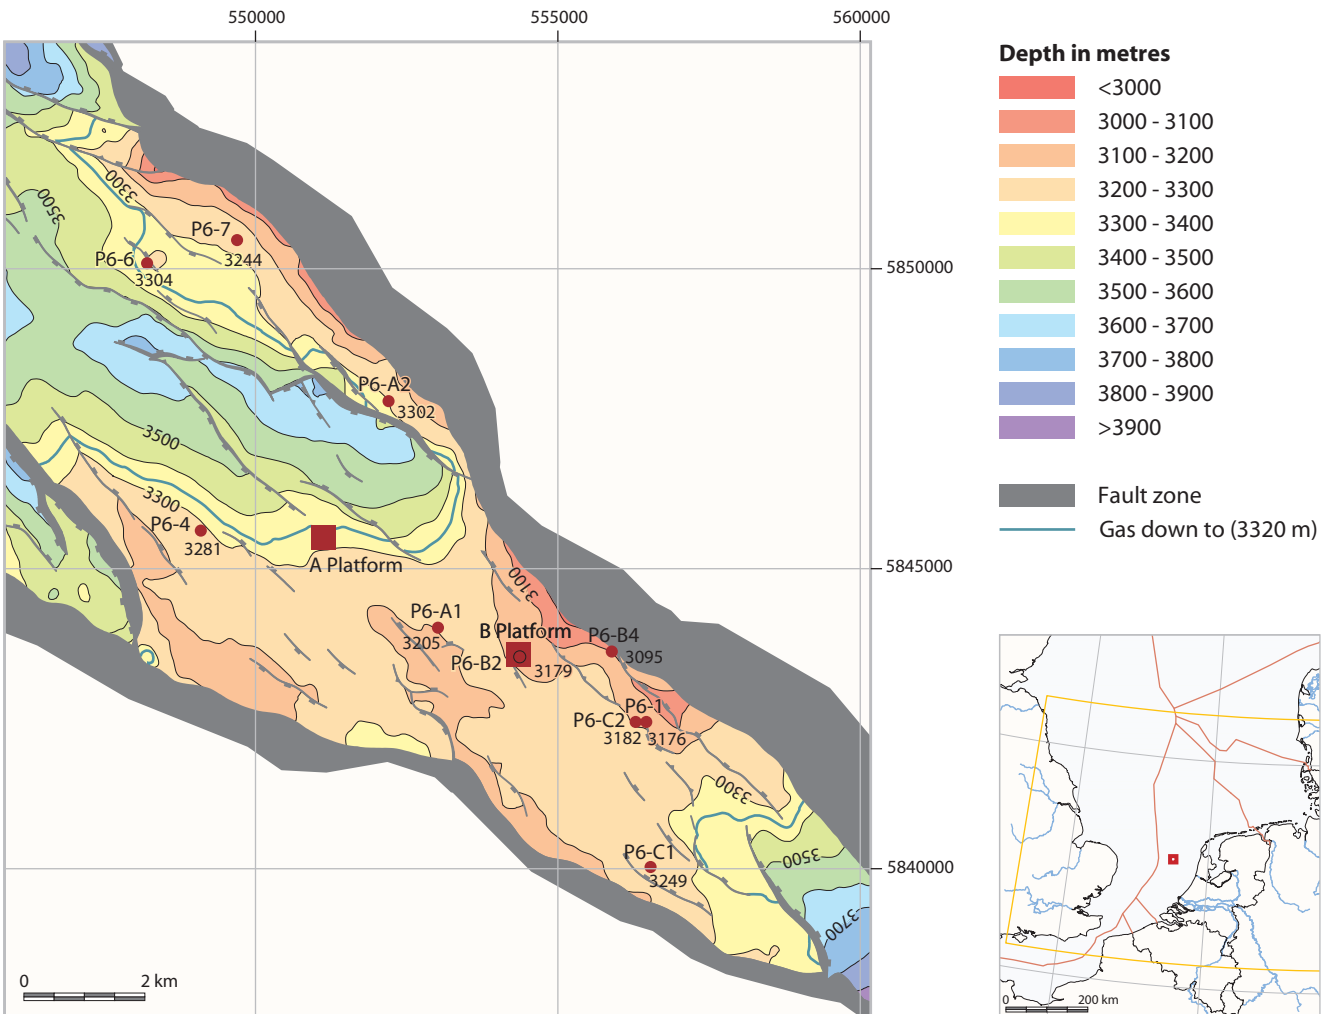 550000
555000
560000
5850000
5845000
5840000
3300
3500
P6-7
3244
P6-6
3304
P6-A2
3302
3500
3300
P6-4
3281
A Platform
3100
P6-A1
3205
B Platform
P6-B4
3095
P6-B2
3179
P6-1
P6-C2
3182
3176
3300
P6-C1
3249
3500
3700
0
2 km
Depth in metres
<3000
3000 - 3100
3100 - 3200
3200 - 3300
3300 - 3400
3400 - 3500
3500 - 3600
3600 - 3700
3700 - 3800
3800 - 3900
>3900
Fault zone
Gas down to (3320 m)
0
200 km